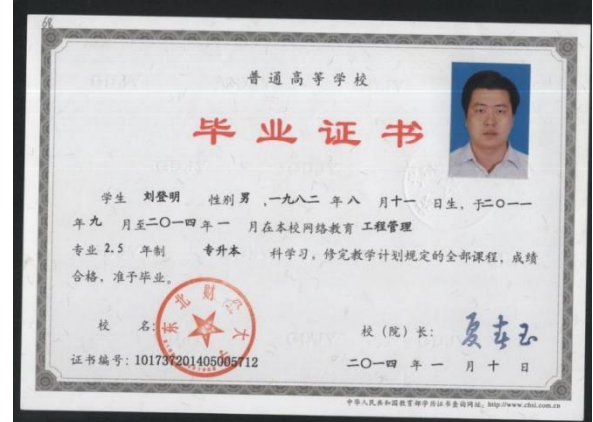 68
普通高等学校
毕业证书
学生 刘登明 性别 男 ,一九八二 年 八 月 十一 日生, 于二〇一一
年 九 月至二〇一四 年 一 月在本校网络教育 工程管理
专业 2.5 年制 专升本 科学习, 修完教学计划规定的全部课程, 成绩
合格, 准予毕业。
东北财经大学
校 名: 校(院)长: 夏春玉
证书编号: 101737201405005712 二〇一四 年 一 月 十 日
中华人民共和国教育部学历证书查询网址: http://www.chsi.com.cn